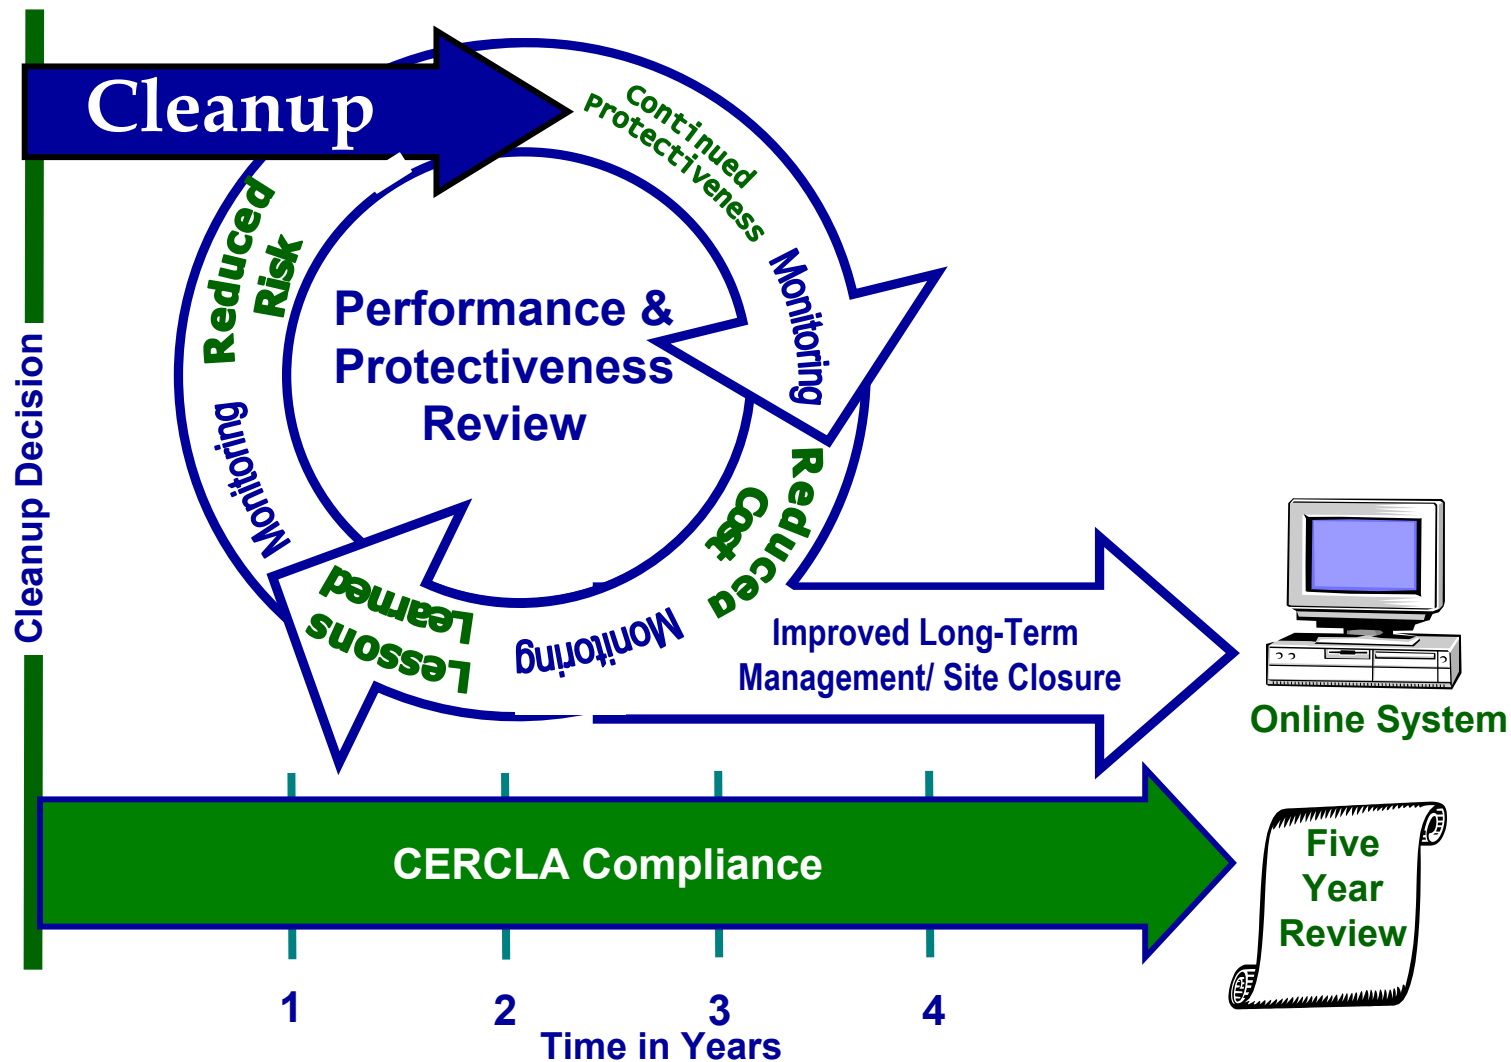 Cleanup
Continued
Protectiveness
Monitoring
Reduced
Cost
Monitoring
Lessons
Learned
Monitoring
Reduced
Risk
Performance &
Protectiveness
Review
Cleanup Decision
Improved Long-Term
Management/ Site Closure
Online System
CERCLA Compliance
Five
Year
Review
1 2 3 4
Time in Years